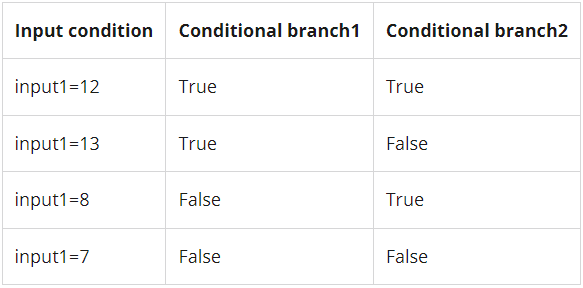 Input condition Conditional branch1 Conditional branch2
input1=12 True True
input1=13 True False
input1=8 False True
input1=7 False False